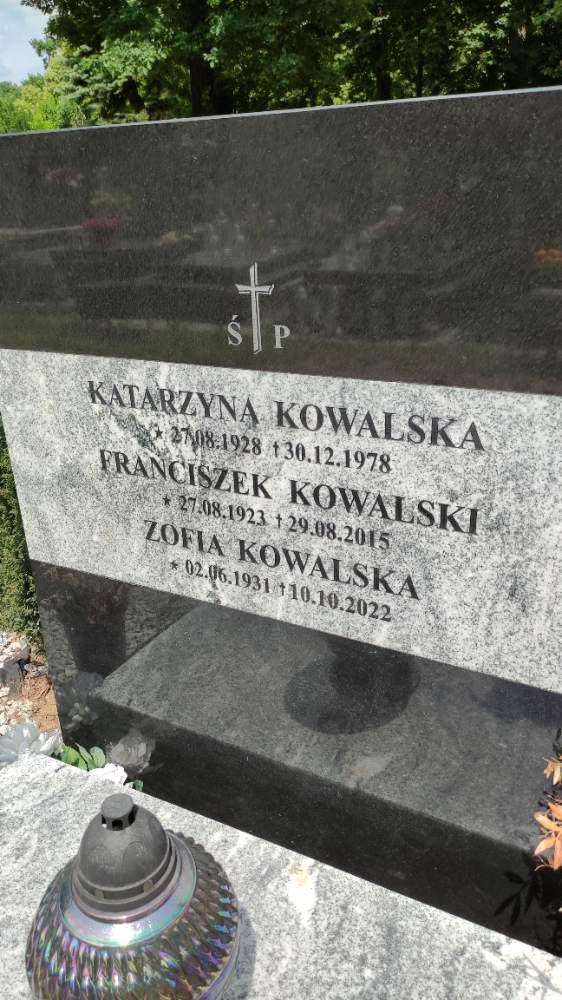 Ś P
KATARZYNA KOWALSKA
* 27.08.1928 †30.12.1978
FRANCISZEK KOWALSKI
* 27.08.1923 †29.08.2015
ZOFIA KOWALSKA
* 02.06.1931 †10.10.2022